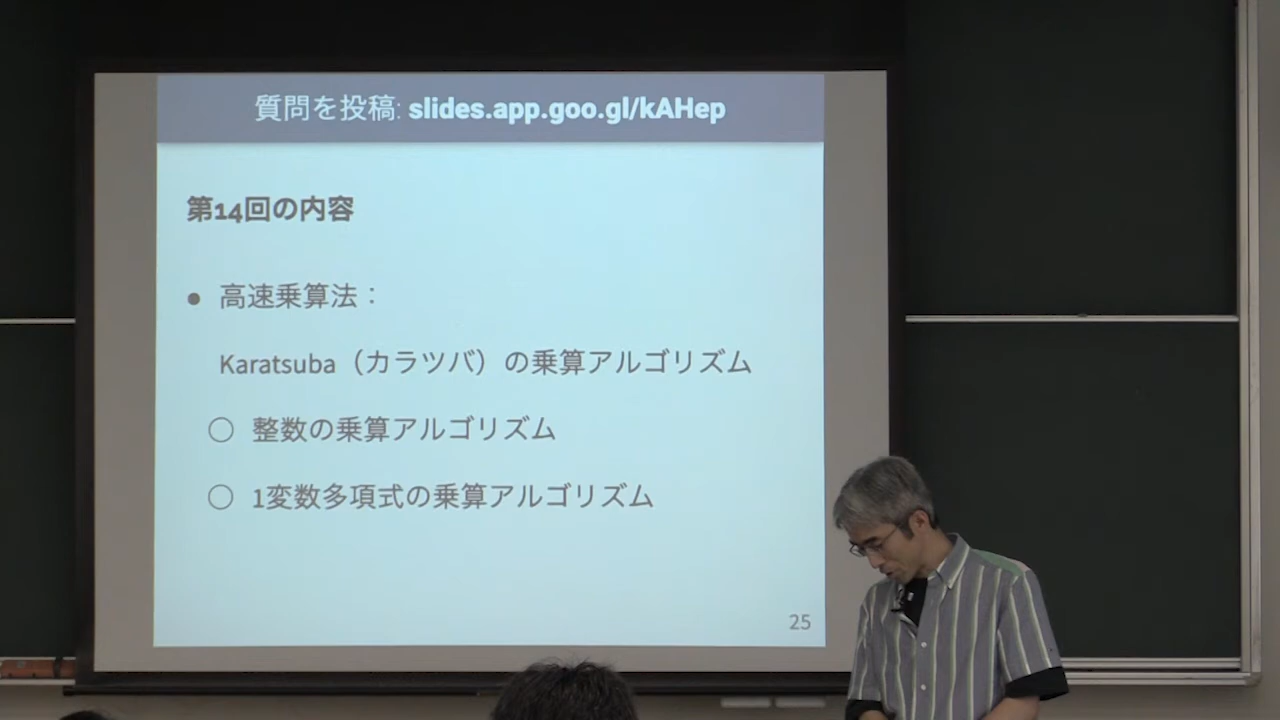 質問を投稿: slides.app.goo.gl/kAHep
第14回の内容
● 高速乗算法：
Karatsuba（カラツバ）の乗算アルゴリズム
○ 整数の乗算アルゴリズム
○ 1変数多項式の乗算アルゴリズム
25